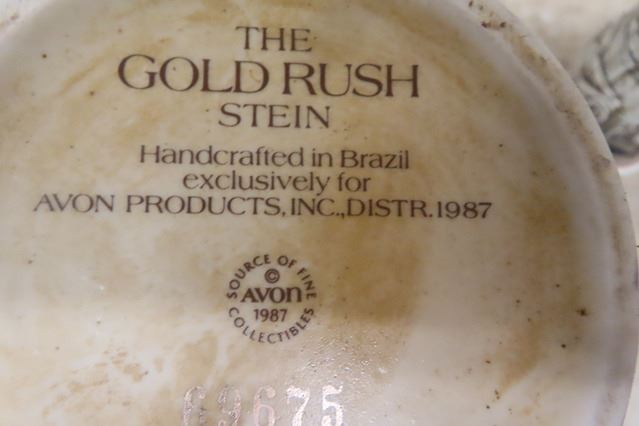 THE
GOLD RUSH
STEIN
Handcrafted in Brazil
exclusively for
AVON PRODUCTS, INC., DISTR. 1987
SOURCE OF FINE
©
AVON
1987
COLLECTIBLES
69675